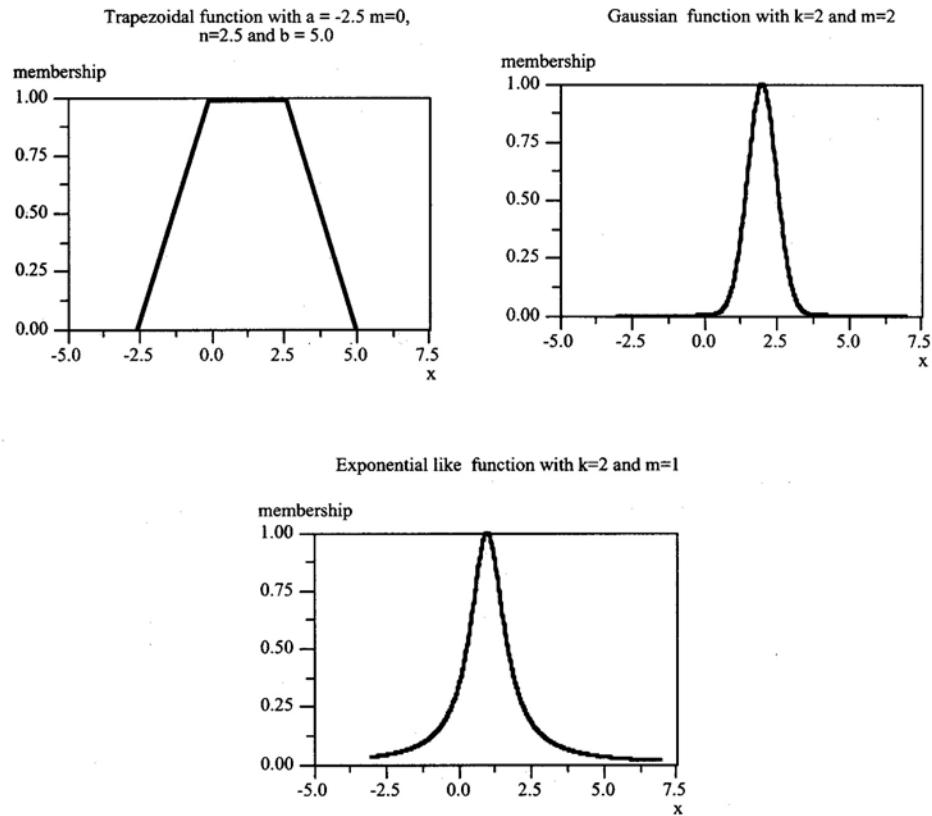 Trapezoidal function with a = -2.5 m=0,
n=2.5 and b = 5.0
membership
1.00
0.75
0.50
0.25
0.00
-5.0 -2.5 0.0 2.5 5.0 7.5
x
Gaussian function with k=2 and m=2
membership
1.00
0.75
0.50
0.25
0.00
-5.0 -2.5 0.0 2.5 5.0 7.5
x
Exponential like function with k=2 and m=1
membership
1.00
0.75
0.50
0.25
0.00
-5.0 -2.5 0.0 2.5 5.0 7.5
x